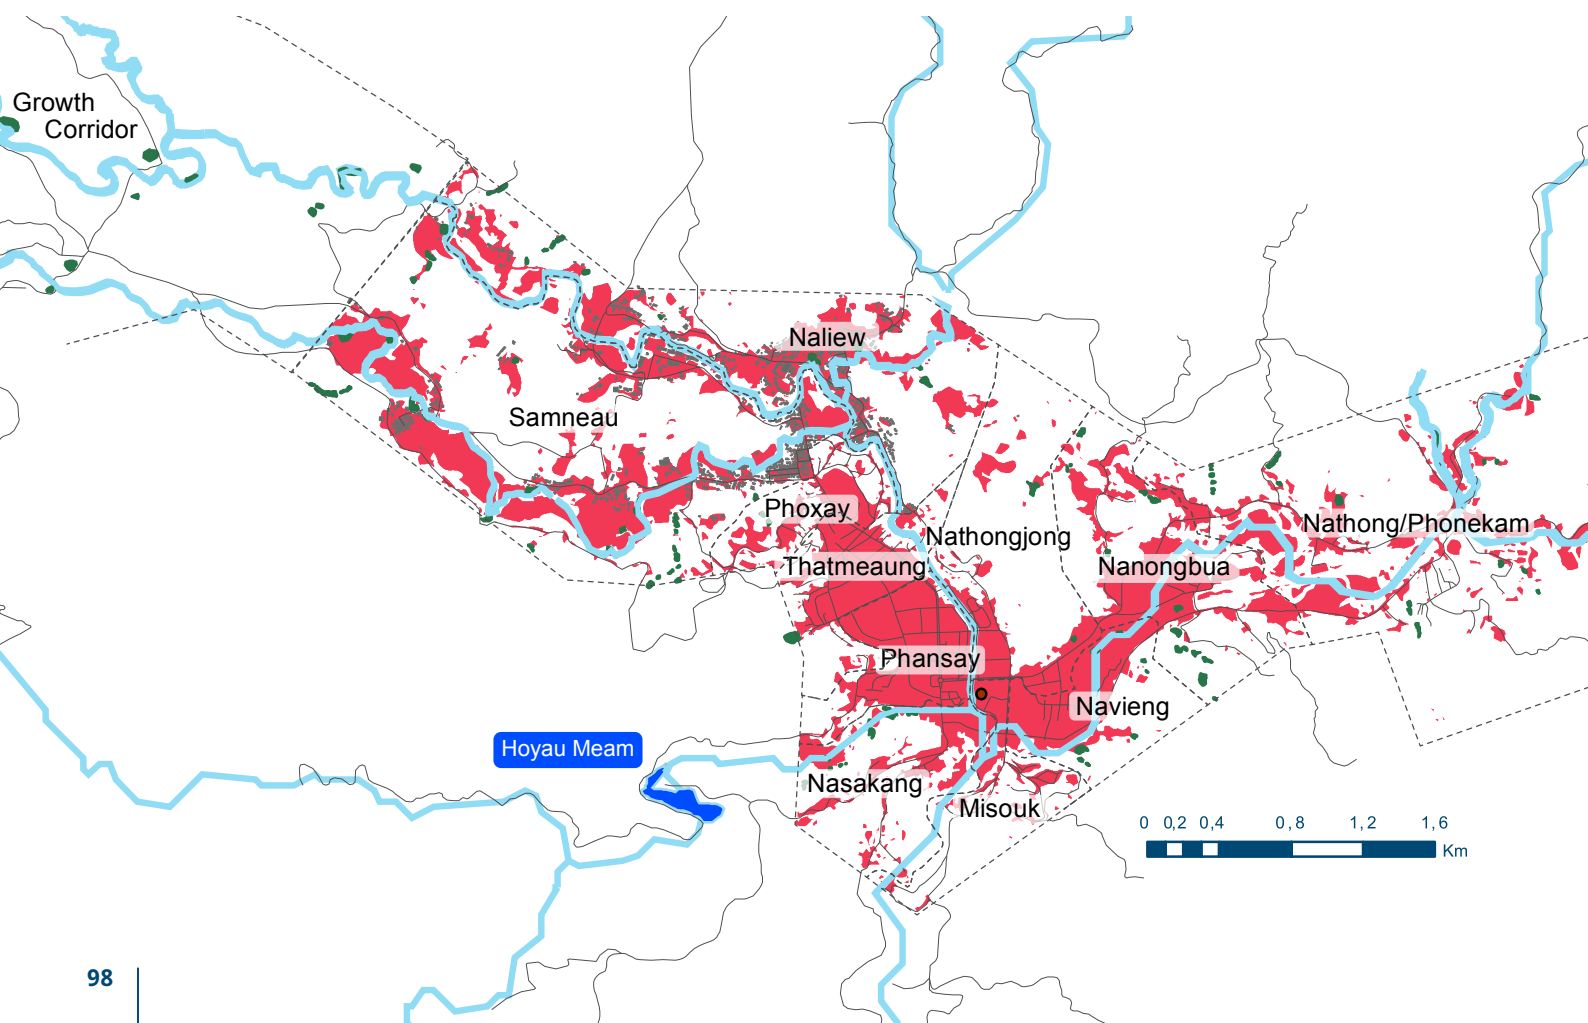 Growth
Corridor
Naliew
Samneau
Phoxay
Nathong/Phonekam
Nathongjong
Thatmeaung
Nanongbua
Phansay
Navieng
Hoyau Meam
Nasakang
Misouk
0 0,2 0,4 0,8 1,2 1,6
Km
98